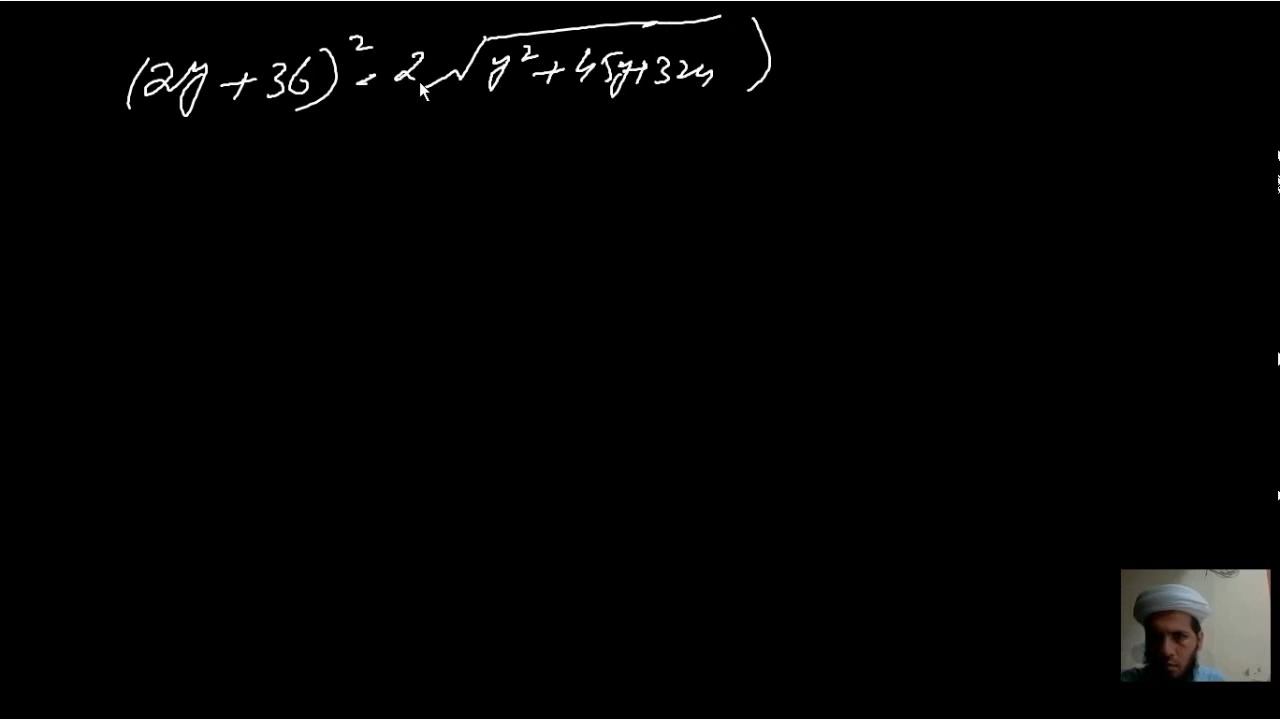 (2y + 36)² = 2√(y² + 45y + 324) )